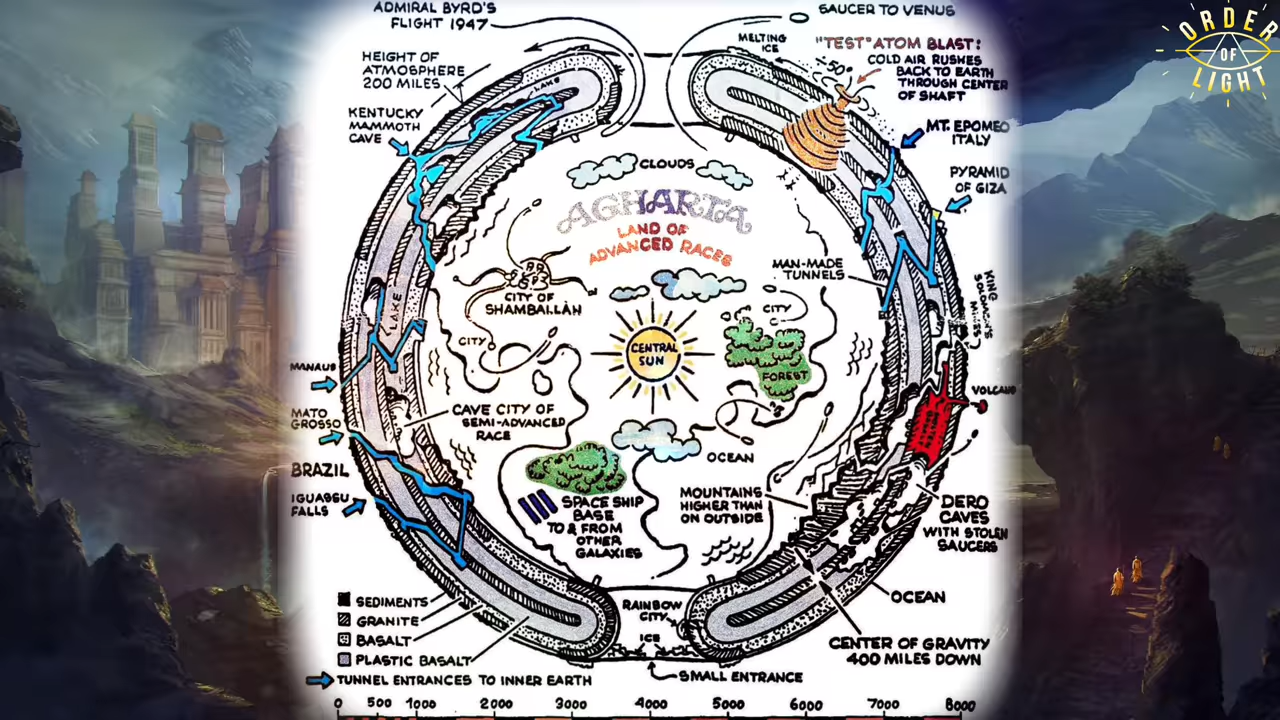 ADMIRAL BYRD'S
FLIGHT 1947
SAUCER TO VENUS
ORDER
OF
LIGHT
MELTING
ICE
"TEST" ATOM BLAST:
COLD AIR RUSHES
BACK TO EARTH
THROUGH CENTER
OF SHAFT
+50°
HEIGHT OF
ATMOSPHERE
200 MILES
LAKE
KENTUCKY
MAMMOTH
CAVE
MT. EPOMEO
ITALY
CLOUDS
PYRAMID
OF GIZA
AGHARTA
LAND OF
ADVANCED RACES
MAN-MADE
TUNNELS
KING
SOLOMON'S
MINES
CITY OF
SHAMBALLAH
LAKE
CITY
CITY
CENTRAL
SUN
FOREST
MANAUS
VOLCANO
MATO
GROSSO
CAVE CITY OF
SEMI-ADVANCED
RACE
OCEAN
BRAZIL
IGUASSU
FALLS
SPACE SHIP
BASE
TO & FROM
OTHER
GALAXIES
MOUNTAINS
HIGHER THAN
ON OUTSIDE
DERO
CAVES
WITH STOLEN
SAUCERS
SEDIMENTS
GRANITE
BASALT
PLASTIC BASALT
RAINBOW
CITY
ICE
OCEAN
CENTER OF GRAVITY
400 MILES DOWN
TUNNEL ENTRANCES TO INNER EARTH
SMALL ENTRANCE
0 500 1000 2000 3000 4000 5000 6000 7000 8000